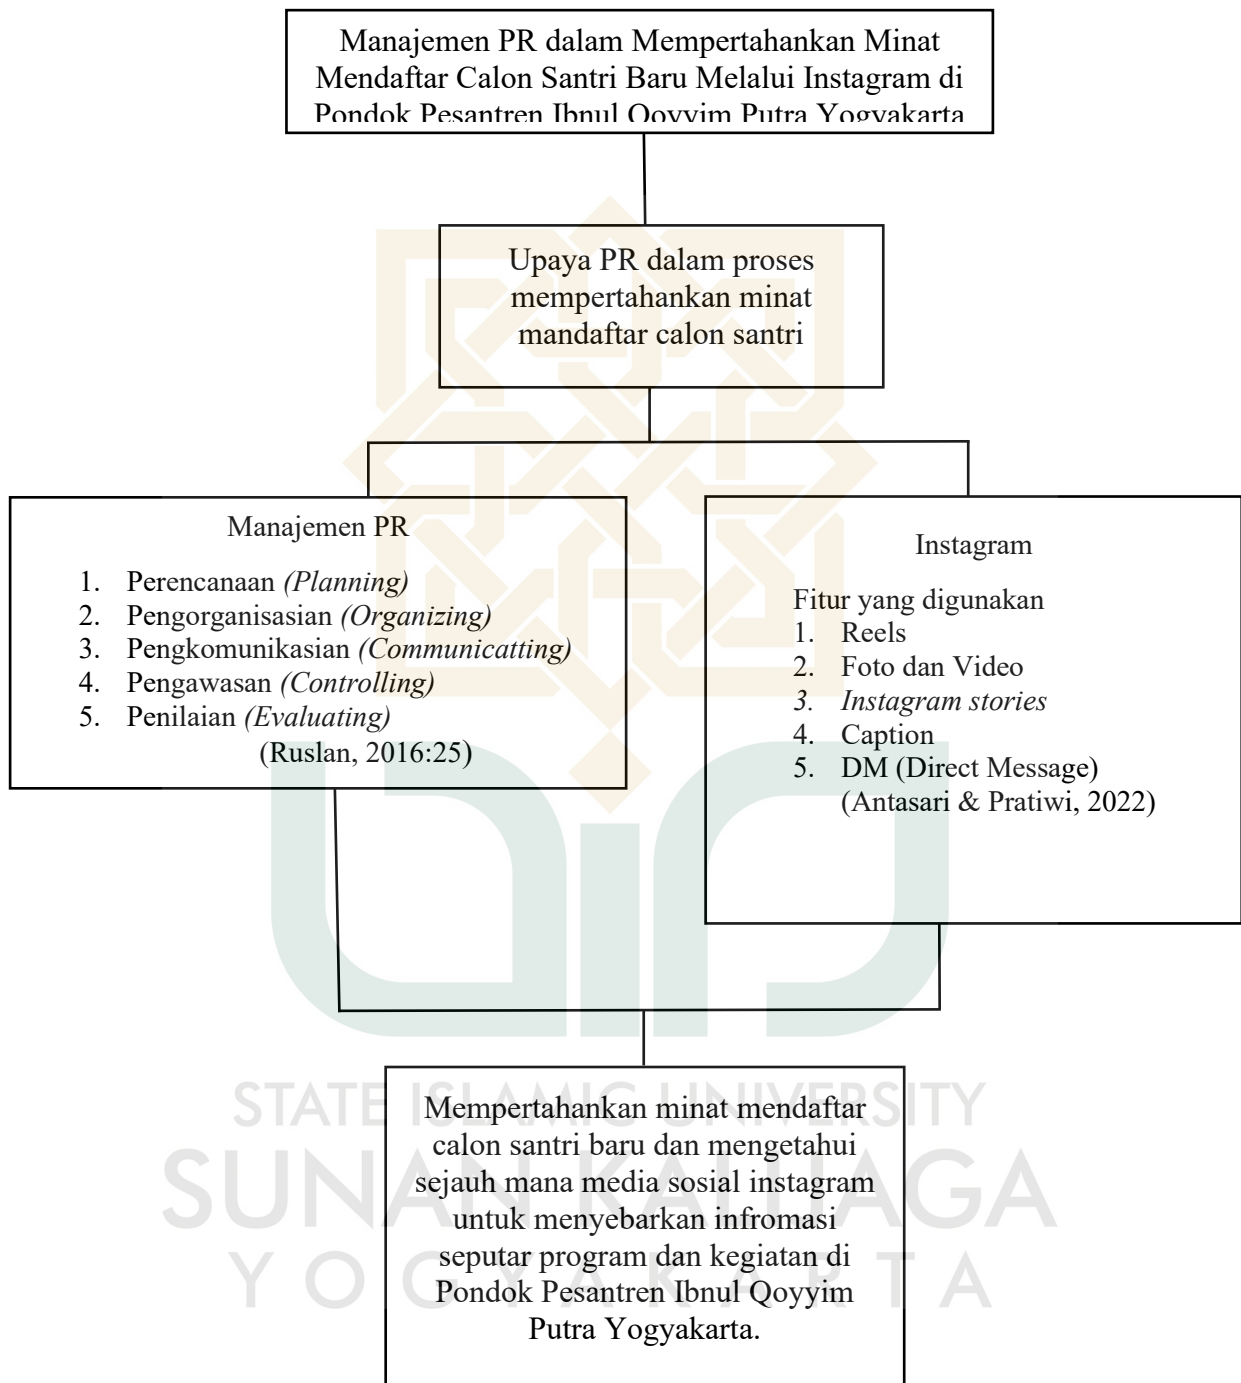 Manajemen PR dalam Mempertahankan Minat
Mendaftar Calon Santri Baru Melalui Instagram di
Pondok Pesantren Ibnul Qoyyim Putra Yogyakarta
Upaya PR dalam proses
mempertahankan minat
mandaftar calon santri
Manajemen PR
1. Perencanaan (Planning)
2. Pengorganisasian (Organizing)
3. Pengkomunikasian (Communicatting)
4. Pengawasan (Controlling)
5. Penilaian (Evaluating)
(Ruslan, 2016:25)
Instagram
Fitur yang digunakan
1. Reels
2. Foto dan Video
3. Instagram stories
4. Caption
5. DM (Direct Message)
(Antasari & Pratiwi, 2022)
Mempertahankan minat mendaftar
calon santri baru dan mengetahui
sejauh mana media sosial instagram
untuk menyebarkan infromasi
seputar program dan kegiatan di
Pondok Pesantren Ibnul Qoyyim
Putra Yogyakarta.
STATE ISLAMIC UNIVERSITY
SUNAN KALIJAGA
YOGYAKARTA